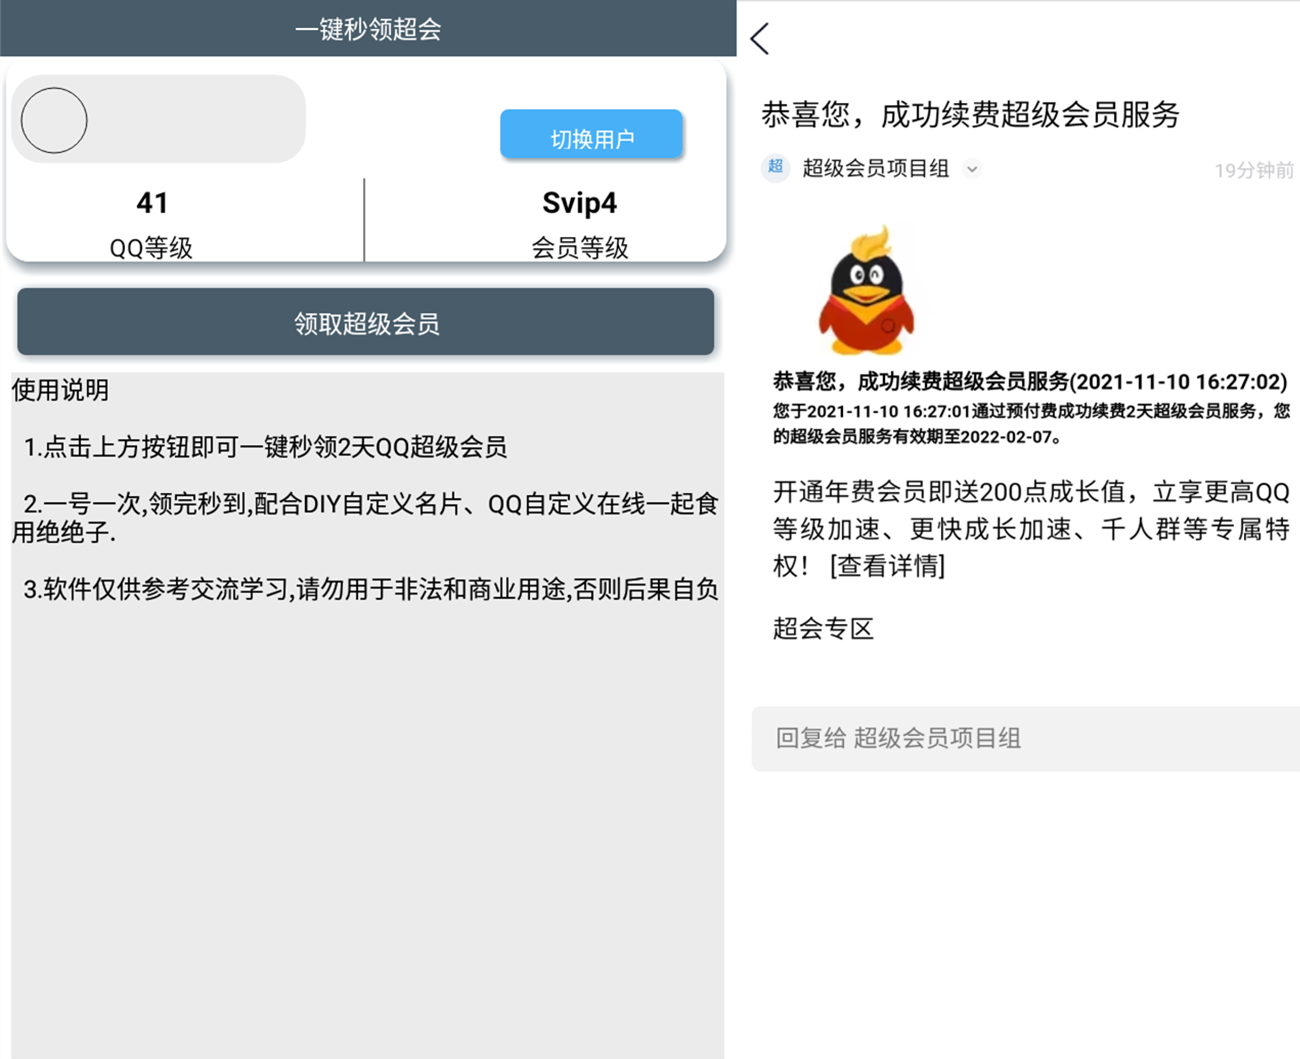 一键秒领超会
切换用户
41
Svip4
QQ等级
会员等级
领取超级会员
使用说明
1.点击上方按钮即可一键秒领2天QQ超级会员
2.一号一次,领完秒到,配合DIY自定义名片、QQ自定义在线一起食
用绝绝子.
3.软件仅供参考交流学习,请勿用于非法和商业用途,否则后果自负
恭喜您，成功续费超级会员服务
超 超级会员项目组
19分钟前
恭喜您，成功续费超级会员服务(2021-11-10 16:27:02)
您于2021-11-10 16:27:01通过预付费成功续费2天超级会员服务，您
的超级会员服务有效期至2022-02-07。
开通年费会员即送200点成长值，立享更高QQ
等级加速、更快成长加速、千人群等专属特
权！ [查看详情]
超会专区
回复给 超级会员项目组